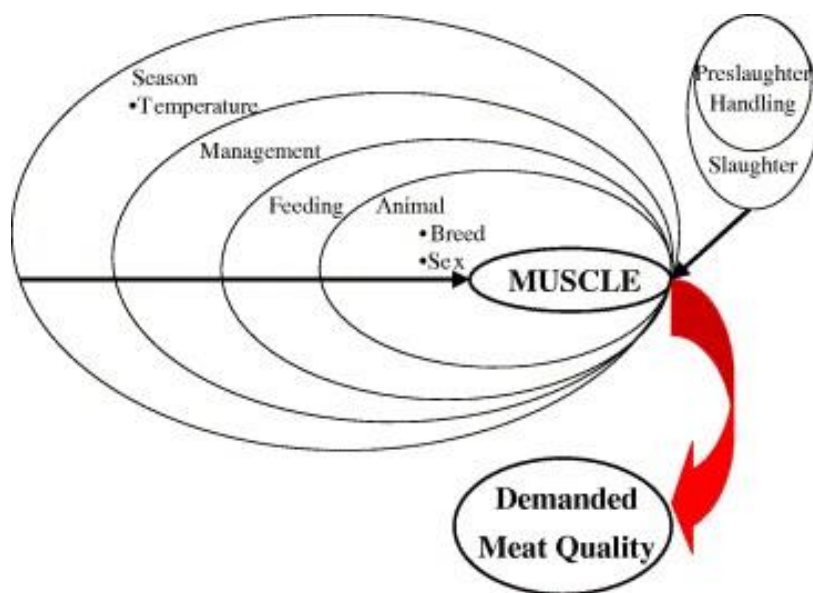 Season
•Temperature
Management
Feeding
Animal
•Breed
•Sex
MUSCLE
Preslaughter
Handling
Slaughter
Demanded
Meat Quality